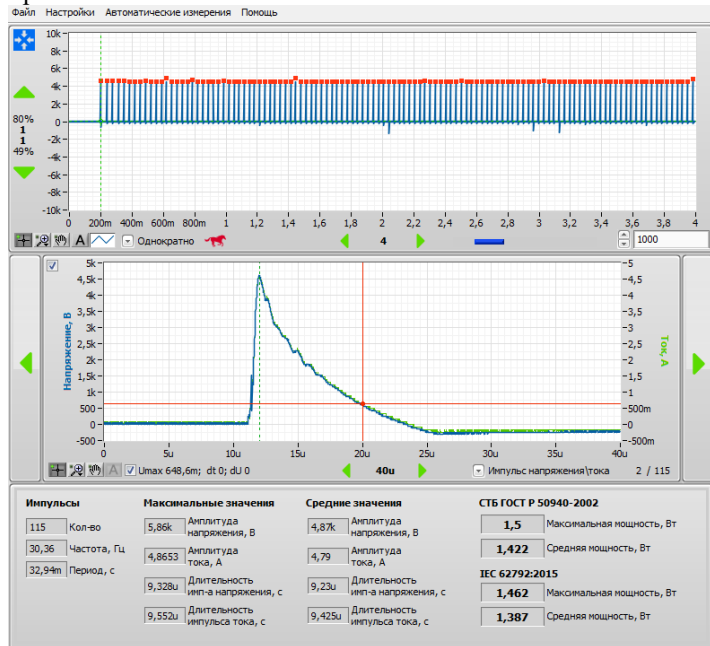 Файл Настройки Автоматические измерения Помощь
10k
8k
6k
4k
2k
0
-2k
-4k
-6k
-8k
-10k
80%
1
1
49%
0 200m 400m 600m 800m 1 1,2 1,4 1,6 1,8 2 2,2 2,4 2,6 2,8 3 3,2 3,4 3,6 3,8 4
A Однократно 4 1000
Напряжение, В
5k
4,5k
4k
3,5k
3k
2,5k
2k
1,5k
1k
500
0
-500
5
4,5
3,5
3
2,5
2
1,5
1
500m
0
-500m
Ток, А
0 5u 10u 15u 20u 25u 30u 35u 40u
A Umax 648,6m; dt 0; dU 0 40u Импульс напряжения\тока 2 / 115
Импульсы
115 Кол-во
30,36 Частота, Гц
32,94m Период, с
Максимальные значения
5,86k Амплитуда напряжения, В
4,8653 Амплитуда тока, А
9,328u Длительность имп-а напряжения, с
9,552u Длительность импульса тока, с
Средние значения
4,87k Амплитуда напряжения, В
4,79 Амплитуда тока, А
9,23u Длительность имп-а напряжения, с
9,425u Длительность импульса тока, с
СТБ ГОСТ Р 50940-2002
1,5 Максимальная мощность, Вт
1,422 Средняя мощность, Вт
IEC 62792:2015
1,462 Максимальная мощность, Вт
1,387 Средняя мощность, Вт